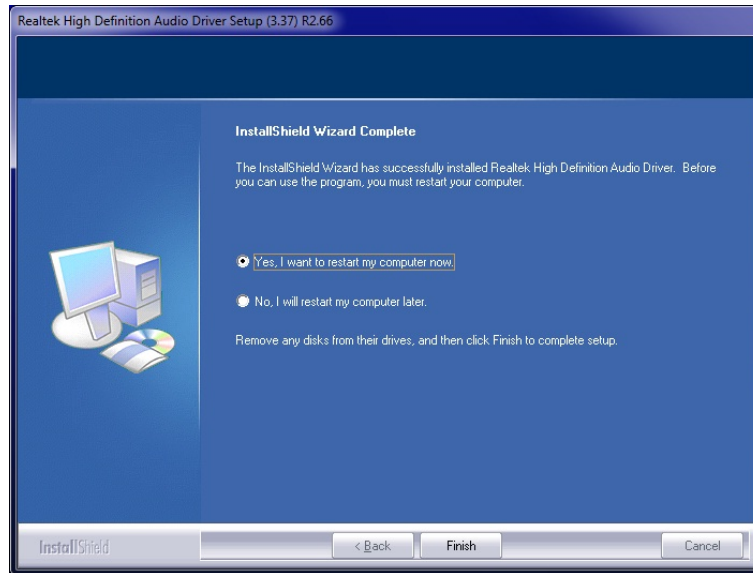 Realtek High Definition Audio Driver Setup (3.37) R2.66
InstallShield Wizard Complete
The InstallShield Wizard has successfully installed Realtek High Definition Audio Driver. Before
you can use the program, you must restart your computer.
Yes, I want to restart my computer now.
No, I will restart my computer later.
Remove any disks from their drives, and then click Finish to complete setup.
InstallShield
< Back
Finish
Cancel